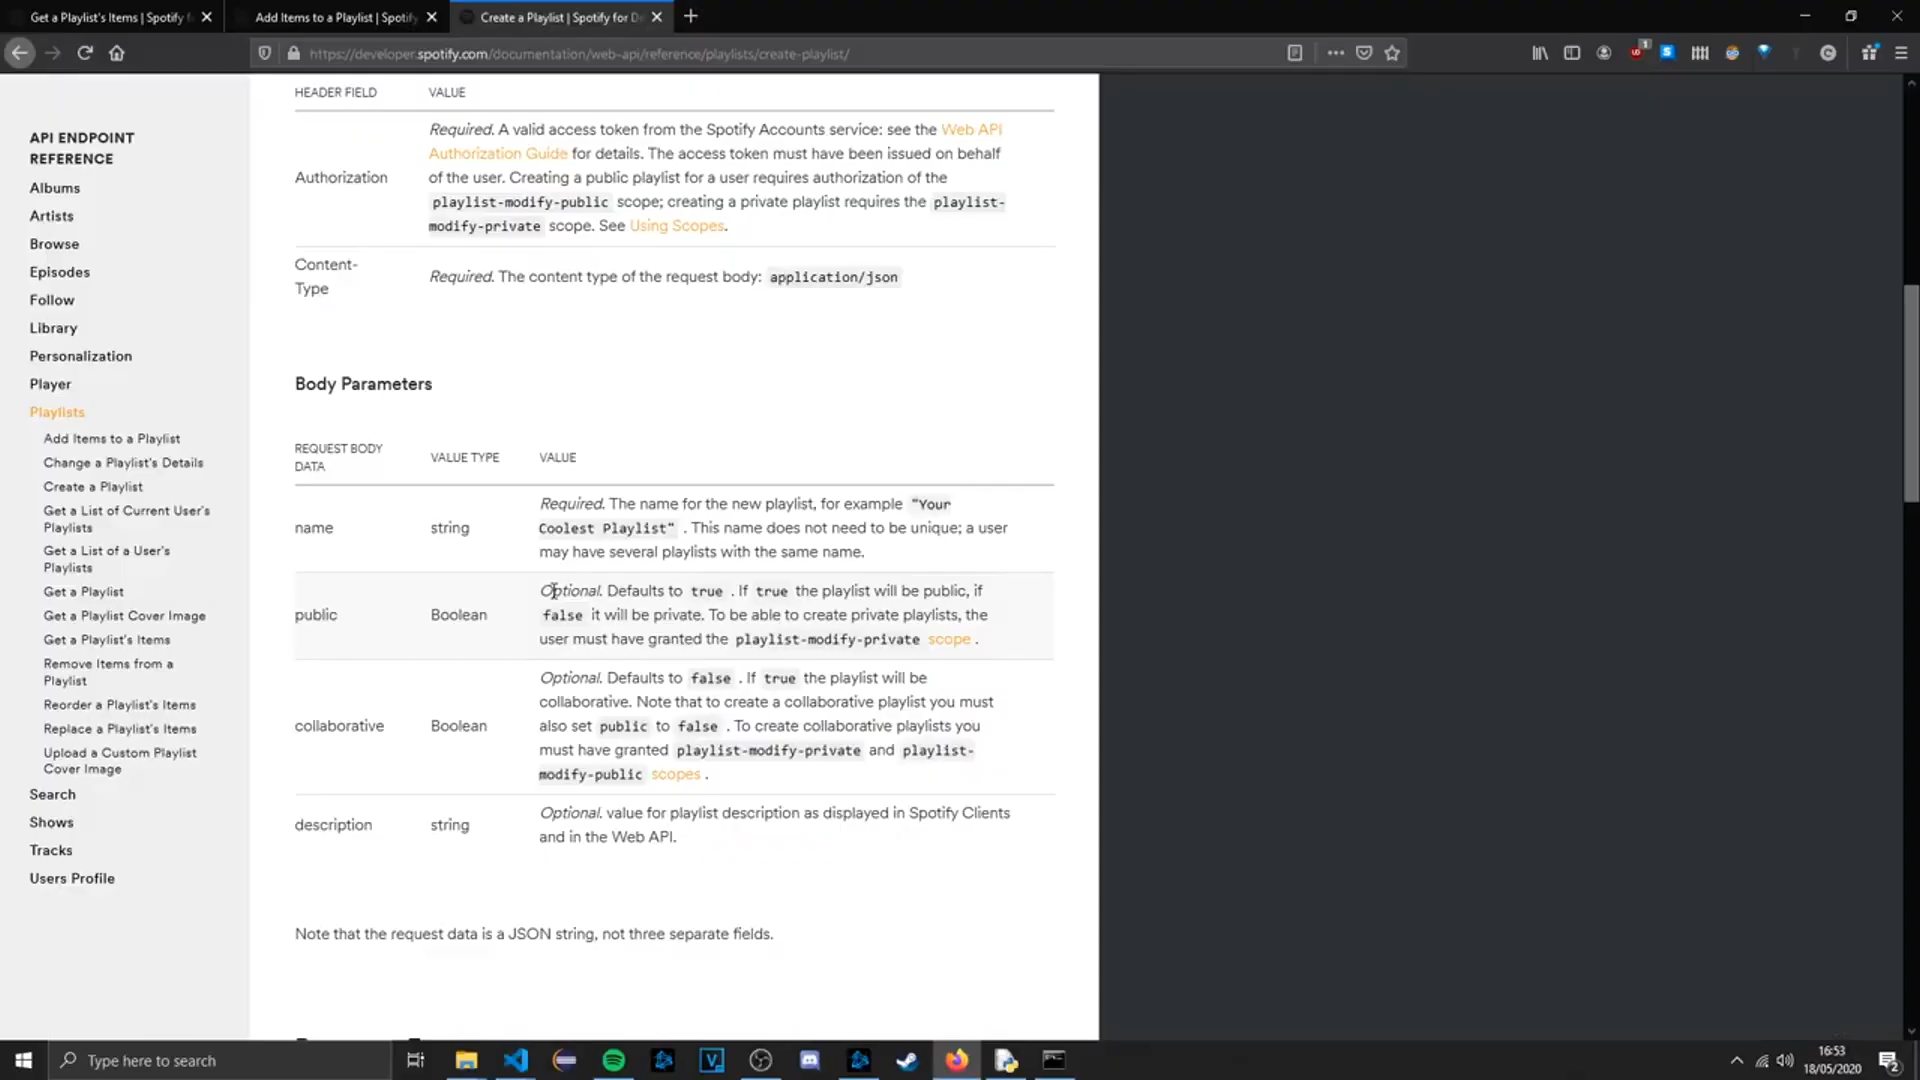 Get a Playlist's Items | Spotify f
Add Items to a Playlist | Spotify
Create a Playlist | Spotify for De
https://developer.spotify.com/documentation/web-api/reference/playlists/create-playlist/
API ENDPOINT
REFERENCE
Albums
Artists
Browse
Episodes
Follow
Library
Personalization
Player
Playlists
Add Items to a Playlist
Change a Playlist's Details
Create a Playlist
Get a List of Current User's
Playlists
Get a List of a User's
Playlists
Get a Playlist
Get a Playlist Cover Image
Get a Playlist's Items
Remove Items from a
Playlist
Reorder a Playlist's Items
Replace a Playlist's Items
Upload a Custom Playlist
Cover Image
Search
Shows
Tracks
Users Profile
HEADER FIELD VALUE
Authorization
Required. A valid access token from the Spotify Accounts service: see the Web API
Authorization Guide for details. The access token must have been issued on behalf
of the user. Creating a public playlist for a user requires authorization of the
playlist-modify-public scope; creating a private playlist requires the playlist-
modify-private scope. See Using Scopes.
Content-
Type
Required. The content type of the request body: application/json
Body Parameters
REQUEST BODY
DATA
VALUE TYPE VALUE
name string
Required. The name for the new playlist, for example "Your
Coolest Playlist" . This name does not need to be unique; a user
may have several playlists with the same name.
public Boolean
Optional. Defaults to true . If true the playlist will be public, if
false it will be private. To be able to create private playlists, the
user must have granted the playlist-modify-private scope .
collaborative Boolean
Optional. Defaults to false . If true the playlist will be
collaborative. Note that to create a collaborative playlist you must
also set public to false . To create collaborative playlists you
must have granted playlist-modify-private and playlist-
modify-public scopes .
description string
Optional. value for playlist description as displayed in Spotify Clients
and in the Web API.
Note that the request data is a JSON string, not three separate fields.
Type here to search
16:53
18/05/2020
2